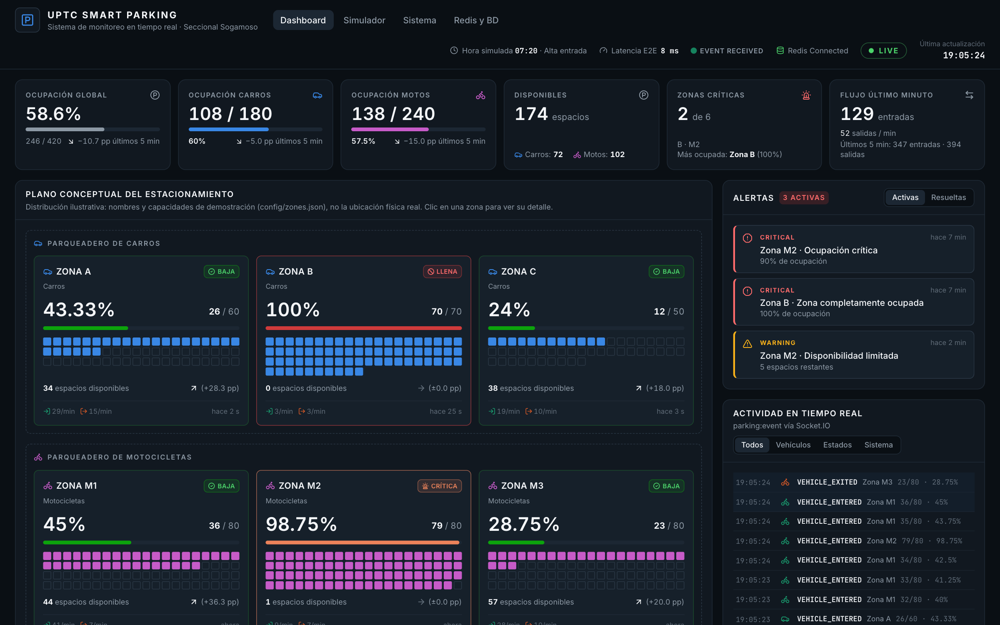 UPTC SMART PARKING
Sistema de monitoreo en tiempo real · Seccional Sogamoso
Dashboard Simulador Sistema Redis y BD
Hora simulada 07:20 · Alta entrada Latencia E2E 8 ms EVENT RECEIVED Redis Connected LIVE
Última actualización
19:05:24
OCUPACIÓN GLOBAL
58.6%
246 / 420 −10.7 pp últimos 5 min
OCUPACIÓN CARROS
108 / 180
60% −5.0 pp últimos 5 min
OCUPACIÓN MOTOS
138 / 240
57.5% −15.0 pp últimos 5 min
DISPONIBLES
174 espacios
Carros: 72 Motos: 102
ZONAS CRÍTICAS
2 de 6
B · M2
Más ocupada: Zona B (100%)
FLUJO ÚLTIMO MINUTO
129 entradas
52 salidas / min
Últimos 5 min: 347 entradas · 394
salidas
PLANO CONCEPTUAL DEL ESTACIONAMIENTO
Distribución ilustrativa: nombres y capacidades de demostración (config/zones.json), no la ubicación física real. Clic en una zona para ver su detalle.
PARQUEADERO DE CARROS
ZONA A BAJA
Carros
43.33% 26 / 60
34 espacios disponibles (+28.3 pp)
29/min 15/min hace 2 s
ZONA B LLENA
Carros
100% 70 / 70
0 espacios disponibles (±0.0 pp)
3/min 3/min hace 25 s
ZONA C BAJA
Carros
24% 12 / 50
38 espacios disponibles (+18.0 pp)
19/min 10/min hace 3 s
PARQUEADERO DE MOTOCICLETAS
ZONA M1 BAJA
Motocicletas
45% 36 / 80
44 espacios disponibles (+36.3 pp)
41/min 7/min ahora
ZONA M2 CRÍTICA
Motocicletas
98.75% 79 / 80
1 espacios disponibles (±0.0 pp)
9/min 7/min ahora
ZONA M3 BAJA
Motocicletas
28.75% 23 / 80
57 espacios disponibles (+20.0 pp)
28/min 10/min ahora
ALERTAS 3 ACTIVAS Activas Resueltas
CRITICAL hace 7 min
Zona M2 · Ocupación crítica
90% de ocupación
CRITICAL hace 7 min
Zona B · Zona completamente ocupada
100% de ocupación
WARNING hace 2 min
Zona M2 · Disponibilidad limitada
5 espacios restantes
ACTIVIDAD EN TIEMPO REAL
parking:event vía Socket.IO
Todos Vehículos Estados Sistema
19:05:24 VEHICLE_EXITED Zona M3 23/80 · 28.75%
19:05:24 VEHICLE_ENTERED Zona M1 36/80 · 45%
19:05:24 VEHICLE_ENTERED Zona M1 35/80 · 43.75%
19:05:24 VEHICLE_ENTERED Zona M2 79/80 · 98.75%
19:05:24 VEHICLE_ENTERED Zona M1 34/80 · 42.5%
19:05:23 VEHICLE_ENTERED Zona M1 33/80 · 41.25%
19:05:23 VEHICLE_ENTERED Zona M1 32/80 · 40%
19:05:23 VEHICLE_ENTERED Zona A 26/60 · 43.33%